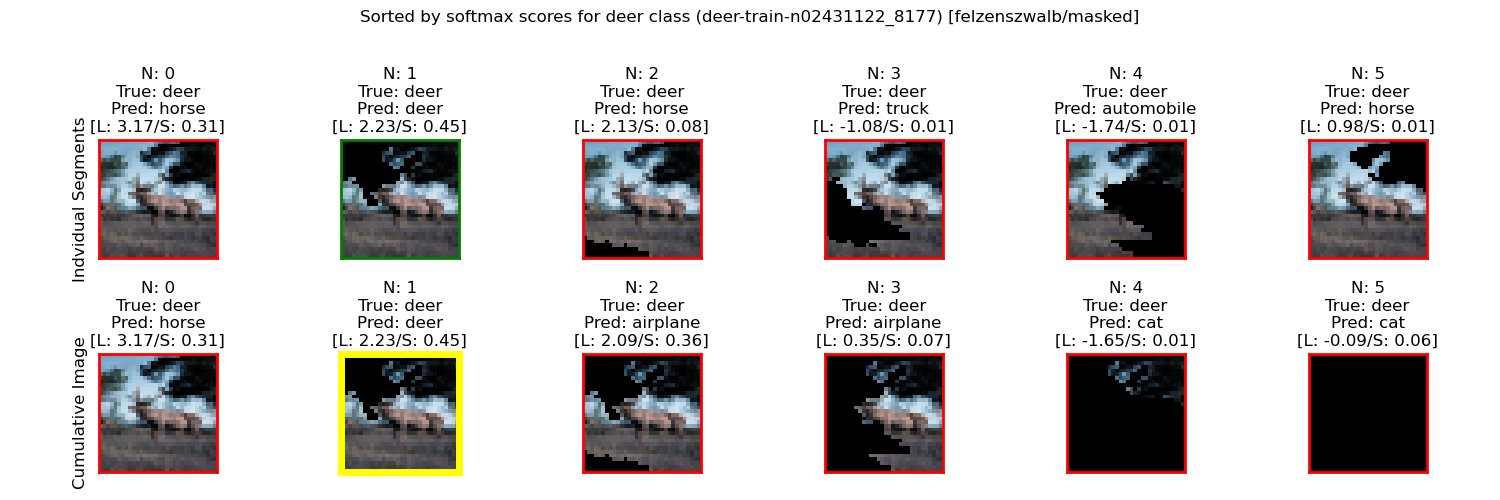 Sorted by softmax scores for deer class (deer-train-n02431122_8177) [felzenszwalb/masked]
Indvidual Segments
N: 0
True: deer
Pred: horse
[L: 3.17/S: 0.31]
N: 1
True: deer
Pred: deer
[L: 2.23/S: 0.45]
N: 2
True: deer
Pred: horse
[L: 2.13/S: 0.08]
N: 3
True: deer
Pred: truck
[L: -1.08/S: 0.01]
N: 4
True: deer
Pred: automobile
[L: -1.74/S: 0.01]
N: 5
True: deer
Pred: horse
[L: 0.98/S: 0.01]
Cumulative Image
N: 0
True: deer
Pred: horse
[L: 3.17/S: 0.31]
N: 1
True: deer
Pred: deer
[L: 2.23/S: 0.45]
N: 2
True: deer
Pred: airplane
[L: 2.09/S: 0.36]
N: 3
True: deer
Pred: airplane
[L: 0.35/S: 0.07]
N: 4
True: deer
Pred: cat
[L: -1.65/S: 0.01]
N: 5
True: deer
Pred: cat
[L: -0.09/S: 0.06]